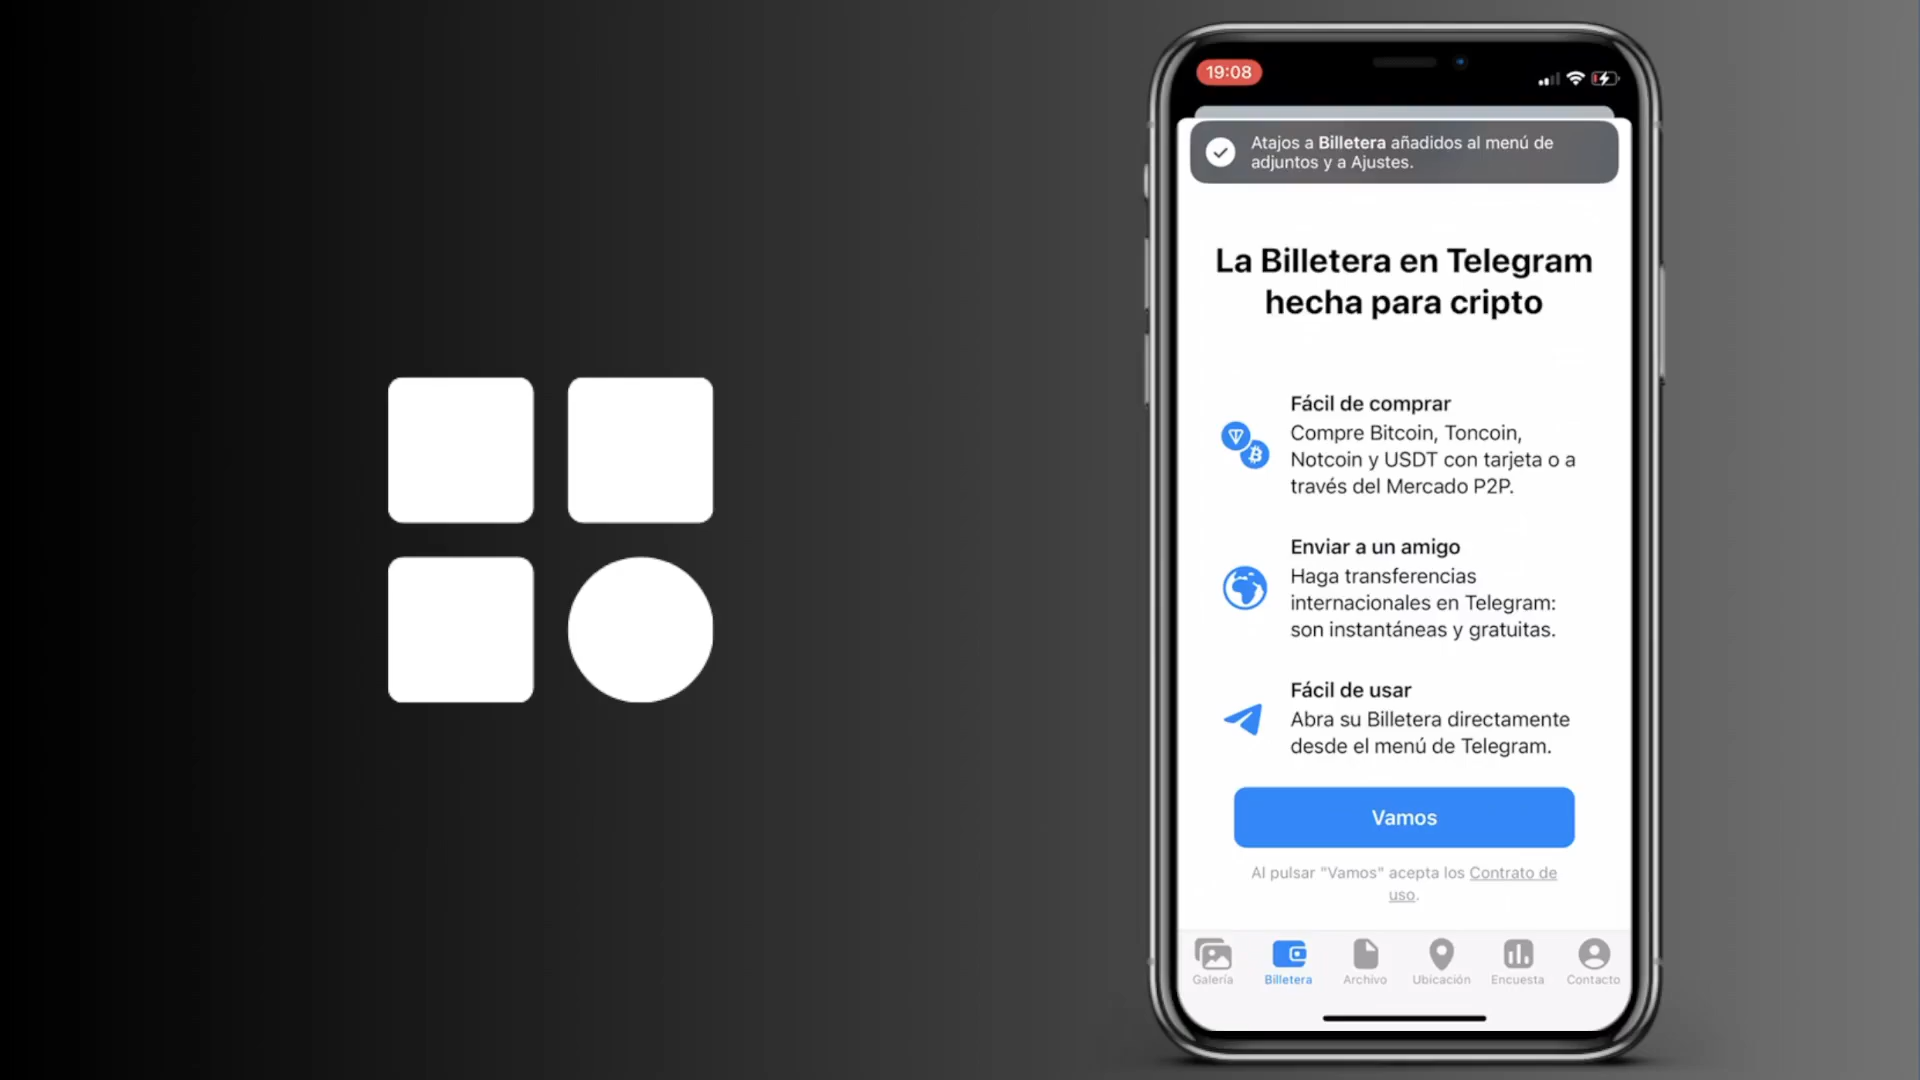 19:08
Atajos a Billetera añadidos al menú de
adjuntos y a Ajustes.
La Billetera en Telegram
hecha para cripto
Fácil de comprar
Compre Bitcoin, Toncoin,
Notcoin y USDT con tarjeta o a
través del Mercado P2P.
Enviar a un amigo
Haga transferencias
internacionales en Telegram:
son instantáneas y gratuitas.
Fácil de usar
Abra su Billetera directamente
desde el menú de Telegram.
Vamos
Al pulsar "Vamos" acepta los Contrato de
uso.
Galería Billetera Archivo Ubicación Encuesta Contacto